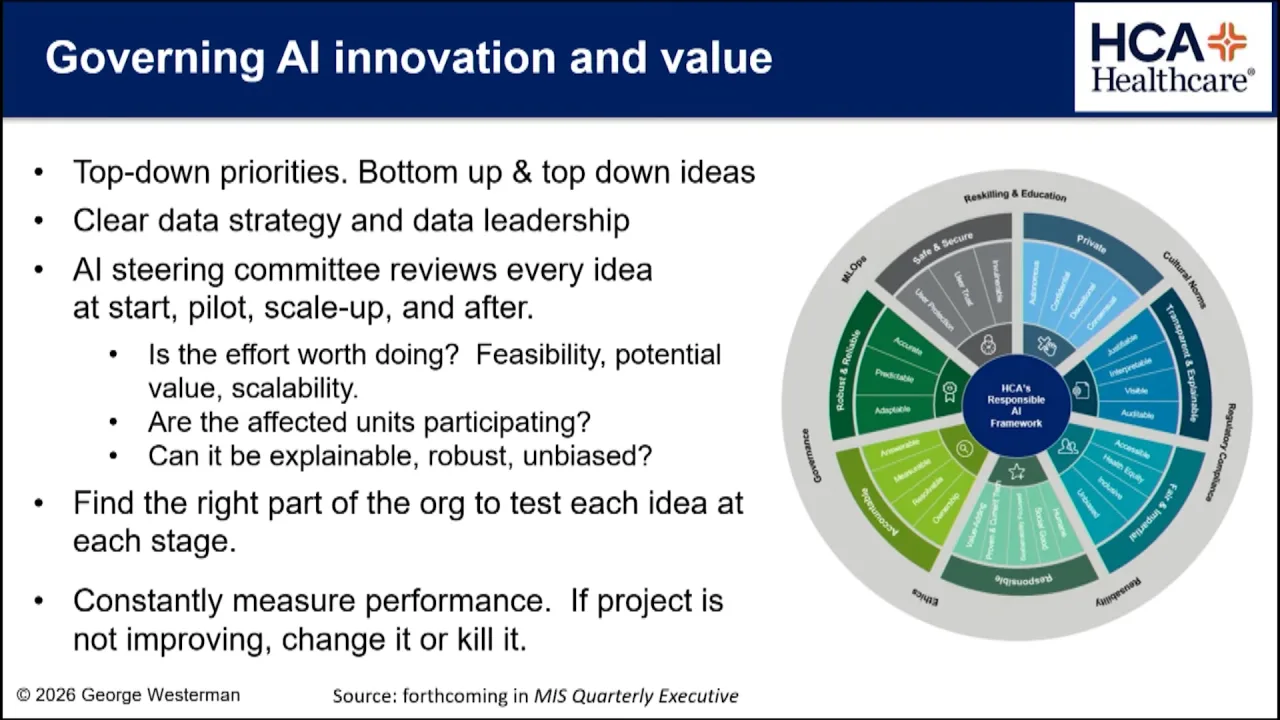 Governing AI innovation and value
HCA
Healthcare®
• Top-down priorities. Bottom up & top down ideas
• Clear data strategy and data leadership
• AI steering committee reviews every idea
at start, pilot, scale-up, and after.
• Is the effort worth doing?  Feasibility, potential
value, scalability.
• Are the affected units participating?
• Can it be explainable, robust, unbiased?
• Find the right part of the org to test each idea at
each stage.
• Constantly measure performance.  If project is
not improving, change it or kill it.
© 2026 George Westerman
Source: forthcoming in MIS Quarterly Executive
Reskilling & Education
Cultural Norms
Regulatory Compliance
Reusability
Ethics
Governance
MLOps
HCA's
Responsible
AI
Framework
Private
Autonomous
Confidential
Discretional
Consensual
Transparent & Explainable
Justifiable
Interpretable
Visible
Auditable
Fair & Impartial
Accessible
Health Equity
Inclusive
Unbiased
Responsible
Humane
Social Good
Sustainability Focused
Proven & Current Tech
Value-Adding
Accountable
Ownership
Resolvable
Measurable
Answerable
Robust & Reliable
Adaptable
Predictable
Accurate
Safe & Secure
User Protection
User Trust
Invulnerable